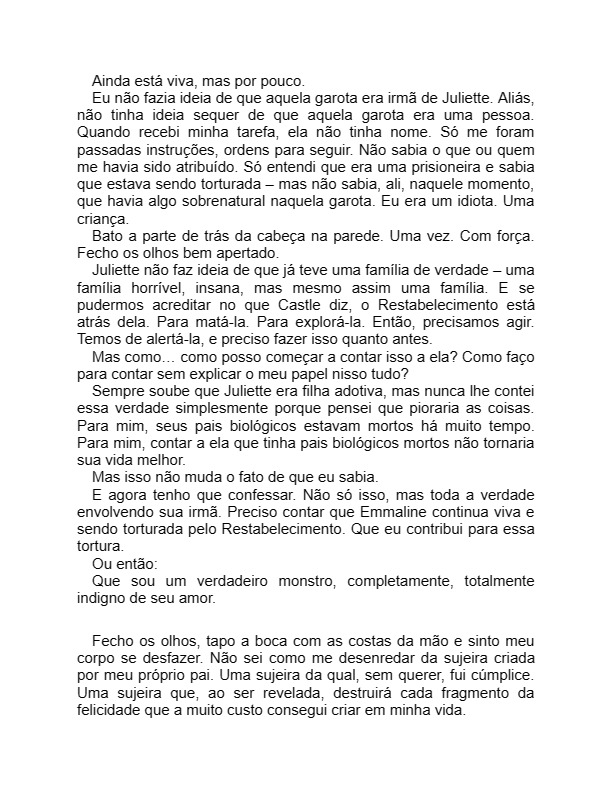 Ainda está viva, mas por pouco.
Eu não fazia ideia de que aquela garota era irmã de Juliette. Aliás,
não tinha ideia sequer de que aquela garota era uma pessoa.
Quando recebi minha tarefa, ela não tinha nome. Só me foram
passadas instruções, ordens para seguir. Não sabia o que ou quem
me havia sido atribuído. Só entendi que era uma prisioneira e sabia
que estava sendo torturada – mas não sabia, ali, naquele momento,
que havia algo sobrenatural naquela garota. Eu era um idiota. Uma
criança.
Bato a parte de trás da cabeça na parede. Uma vez. Com força.
Fecho os olhos bem apertado.
Juliette não faz ideia de que já teve uma família de verdade – uma
família horrível, insana, mas mesmo assim uma família. E se
pudermos acreditar no que Castle diz, o Restabelecimento está
atrás dela. Para matá-la. Para explorá-la. Então, precisamos agir.
Temos de alertá-la, e preciso fazer isso quanto antes.
Mas como… como posso começar a contar isso a ela? Como faço
para contar sem explicar o meu papel nisso tudo?
Sempre soube que Juliette era filha adotiva, mas nunca lhe contei
essa verdade simplesmente porque pensei que pioraria as coisas.
Para mim, seus pais biológicos estavam mortos há muito tempo.
Para mim, contar a ela que tinha pais biológicos mortos não tornaria
sua vida melhor.
Mas isso não muda o fato de que eu sabia.
E agora tenho que confessar. Não só isso, mas toda a verdade
envolvendo sua irmã. Preciso contar que Emmaline continua viva e
sendo torturada pelo Restabelecimento. Que eu contribui para essa
tortura.
Ou então:
Que sou um verdadeiro monstro, completamente, totalmente
indigno de seu amor.
Fecho os olhos, tapo a boca com as costas da mão e sinto meu
corpo se desfazer. Não sei como me desenredar da sujeira criada
por meu próprio pai. Uma sujeira da qual, sem querer, fui cúmplice.
Uma sujeira que, ao ser revelada, destruirá cada fragmento da
felicidade que a muito custo consegui criar em minha vida.